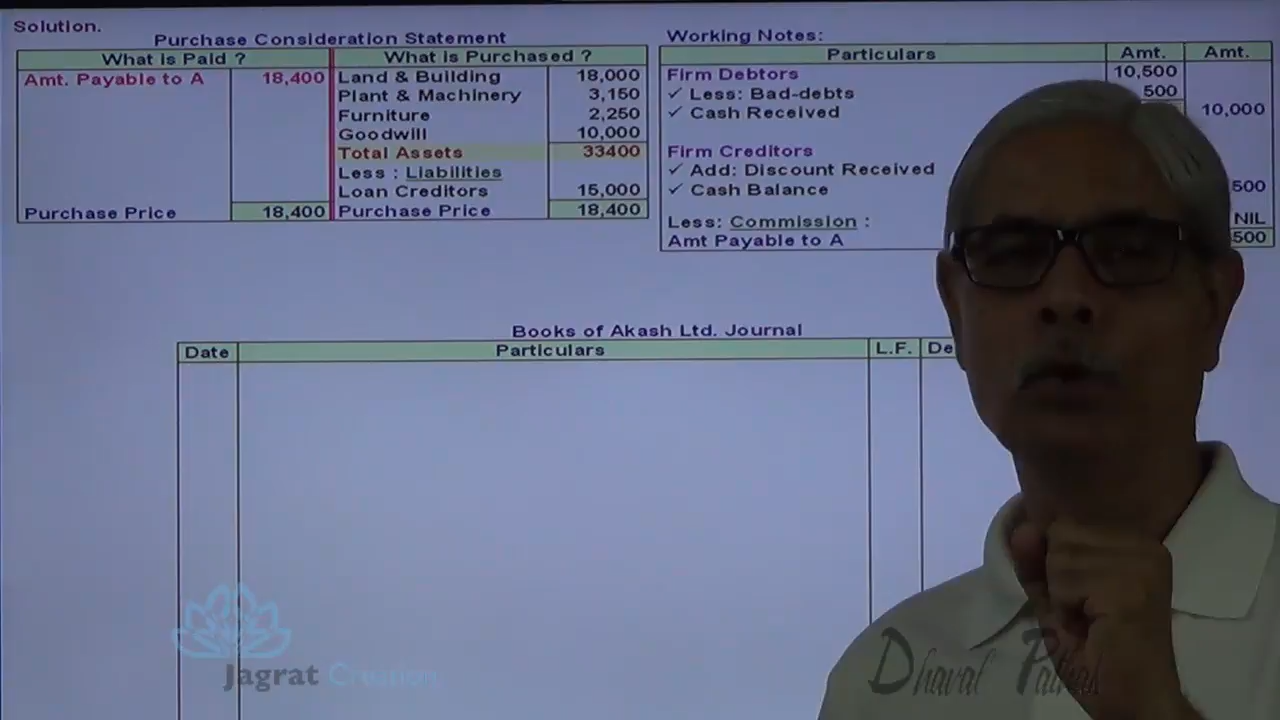 Solution.
Purchase Consideration Statement
What is Paid ? What is Purchased ?
Amt. Payable to A 18,400 Land & Building 18,000
Plant & Machinery 3,150
Furniture 2,250
Goodwill 10,000
Total Assets 33400
Less : Liabilities
Loan Creditors 15,000
Purchase Price 18,400 Purchase Price 18,400
Working Notes:
Particulars Amt. Amt.
Firm Debtors 10,500
✓ Less: Bad-debts 500
✓ Cash Received 10,000
Firm Creditors
✓ Add: Discount Received
✓ Cash Balance 500
Less: Commission : NIL
Amt Payable to A 500
Books of Akash Ltd. Journal
Date Particulars L.F. De
Jagrat Creation
Dhaval